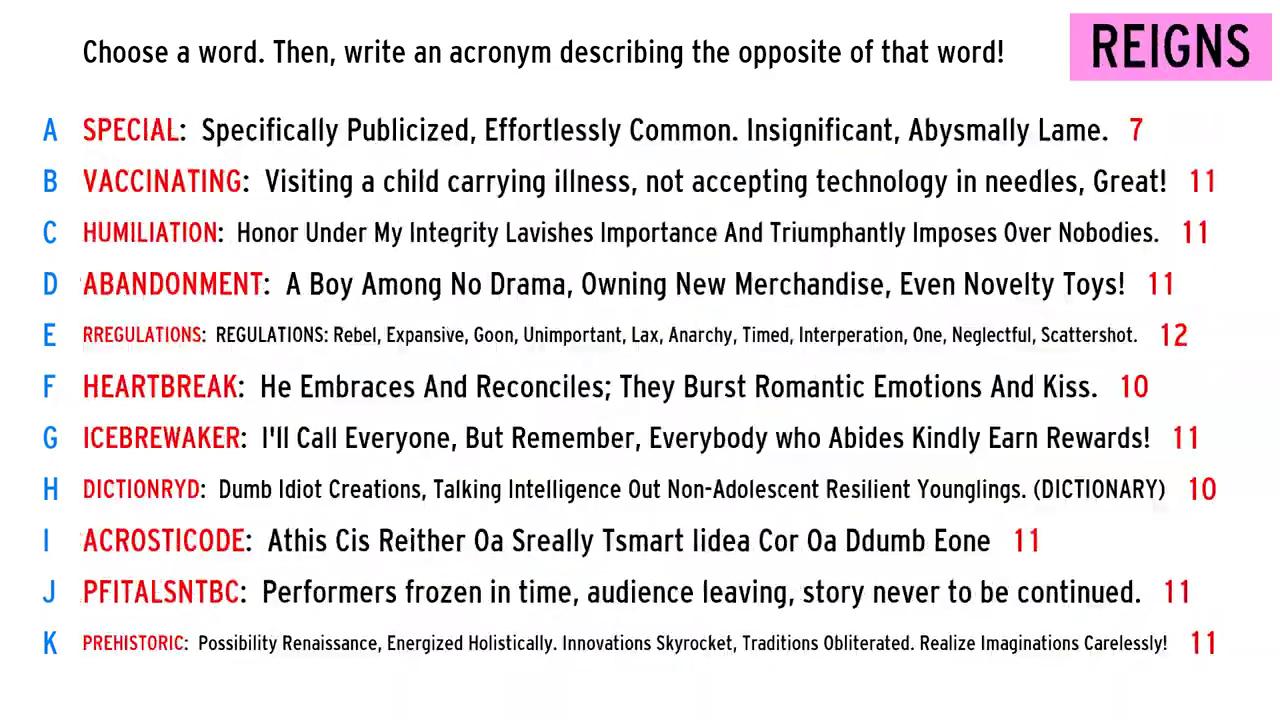 Choose a word. Then, write an acronym describing the opposite of that word!
REIGNS
A SPECIAL: Specifically Publicized, Effortlessly Common. Insignificant, Abysmally Lame. 7
B VACCINATING: Visiting a child carrying illness, not accepting technology in needles, Great! 11
C HUMILIATION: Honor Under My Integrity Lavishes Importance And Triumphantly Imposes Over Nobodies. 11
D ABANDONMENT: A Boy Among No Drama, Owning New Merchandise, Even Novelty Toys! 11
E RREGULATIONS: REGULATIONS: Rebel, Expansive, Goon, Unimportant, Lax, Anarchy, Timed, Interperation, One, Neglectful, Scattershot. 12
F HEARTBREAK: He Embraces And Reconciles; They Burst Romantic Emotions And Kiss. 10
G ICEBREWAKER: I'll Call Everyone, But Remember, Everybody who Abides Kindly Earn Rewards! 11
H DICTIONRYD: Dumb Idiot Creations, Talking Intelligence Out Non-Adolescent Resilient Younglings. (DICTIONARY) 10
I ACROSTICODE: Athis Cis Reither Oa Sreally Tsmart Iidea Cor Oa Ddumb Eone 11
J PFITALSNTBC: Performers frozen in time, audience leaving, story never to be continued. 11
K PREHISTORIC: Possibility Renaissance, Energized Holistically. Innovations Skyrocket, Traditions Obliterated. Realize Imaginations Carelessly! 11